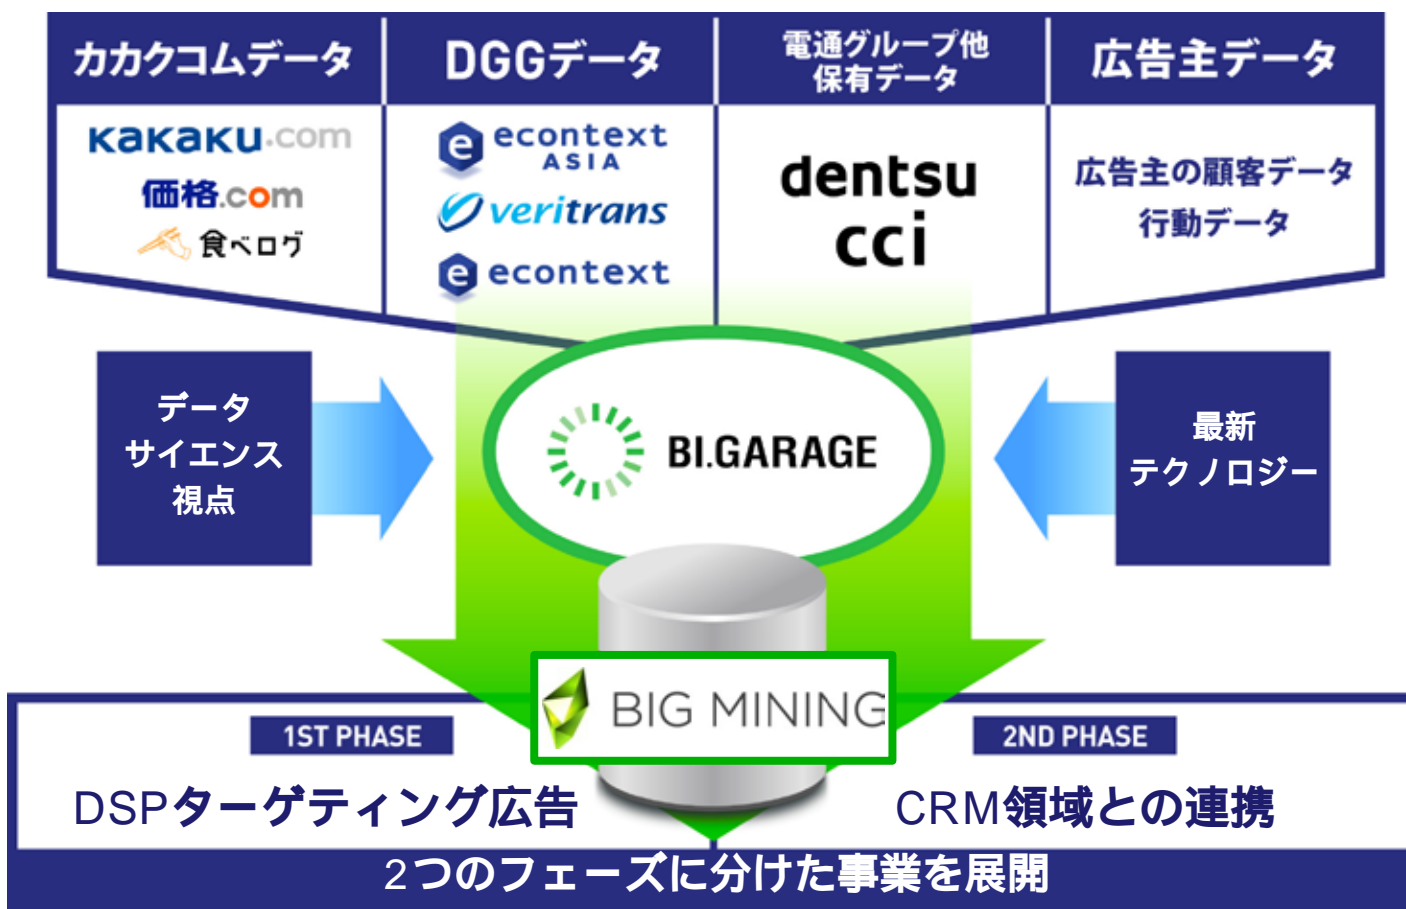 カカクコムデータ
DGGデータ
電通グループ他
保有データ
広告主データ
kakaku.com
価格.com
食べログ
econtext
ASIA
veritrans
econtext
dentsu
cci
広告主の顧客データ
行動データ
データ
サイエンス
視点
BI.GARAGE
最新
テクノロジー
BIG MINING
1ST PHASE
DSPターゲティング広告
2ND PHASE
CRM領域との連携
2つのフェーズに分けた事業を展開